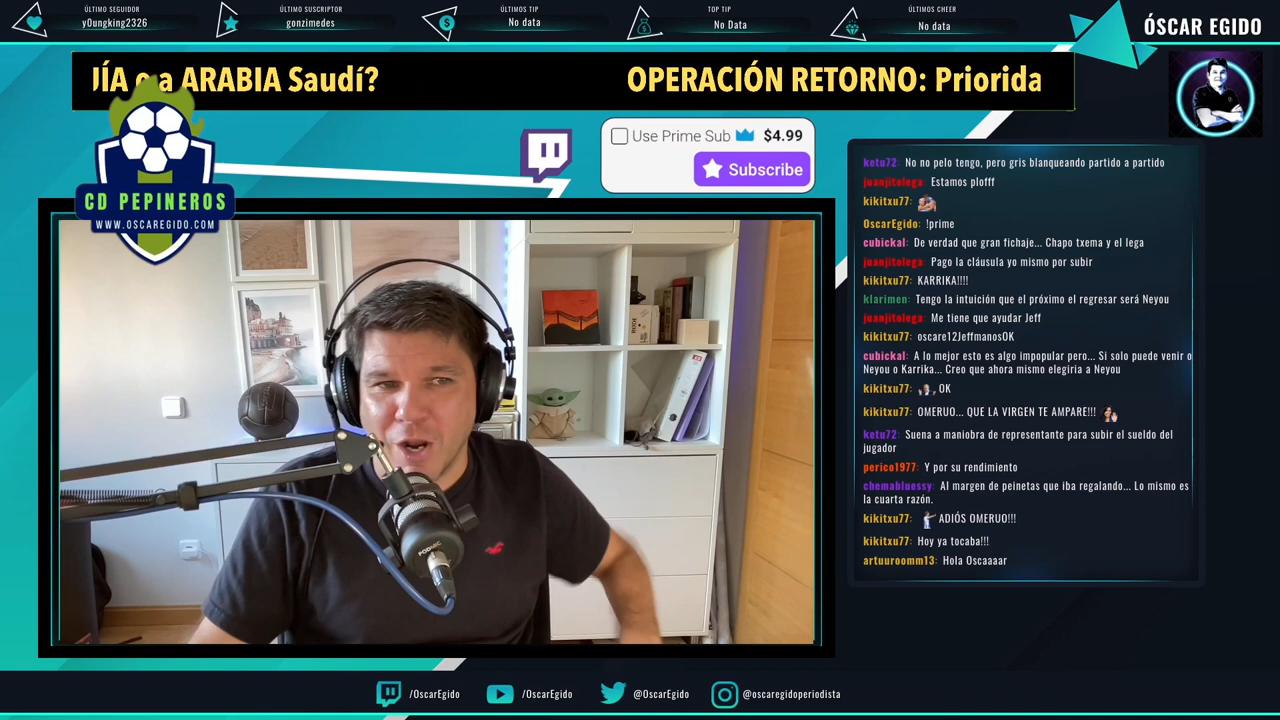 ÚLTIMO SEGUIDOR
y0ungking2326
ÚLTIMO SUSCRIPTOR
gonzimedes
ÚLTIMOS TIP
No data
TOP TIP
No Data
ÚLTIMOS CHEER
No data
ÓSCAR EGIDO
ÍA o a ARABIA Saudí?
OPERACIÓN RETORNO: Priorida
Use Prime Sub
$4.99
Subscribe
CD PEPINEROS
WWW.OSCAREGIDO.COM
ketu72: No no pelo tengo, pero gris blanqueando partido a partido
juanjitolega: Estamos plofff
kikitxu77:
OscarEgido: !prime
cubickal: De verdad que gran fichaje... Chapo txema y el lega
juanjitolega: Pago la cláusula yo mismo por subir
kikitxu77: KARRIKA!!!!
klarimen: Tengo la intuición que el próximo el regresar será Neyou
juanjitolega: Me tiene que ayudar Jeff
kikitxu77: oscare12JeffmanosOK
cubickal: A lo mejor esto es algo impopular pero... Si solo puede venir o
Neyou o Karrika... Creo que ahora mismo elegiria a Neyou
kikitxu77: , OK
kikitxu77: OMERUO... QUE LA VIRGEN TE AMPARE!!!
ketu72: Suena a maniobra de representante para subir el sueldo del
jugador
perico1977: Y por su rendimiento
chemabluessy: Al margen de peinetas que iba regalando... Lo mismo es
la cuarta razón.
kikitxu77: ADIÓS OMERUO!!!
kikitxu77: Hoy ya tocaba!!!
artuuroomm13: Hola Oscaaaar
PODMIC
/OscarEgido
/OscarEgido
@OscarEgido
@oscaregidoperiodista